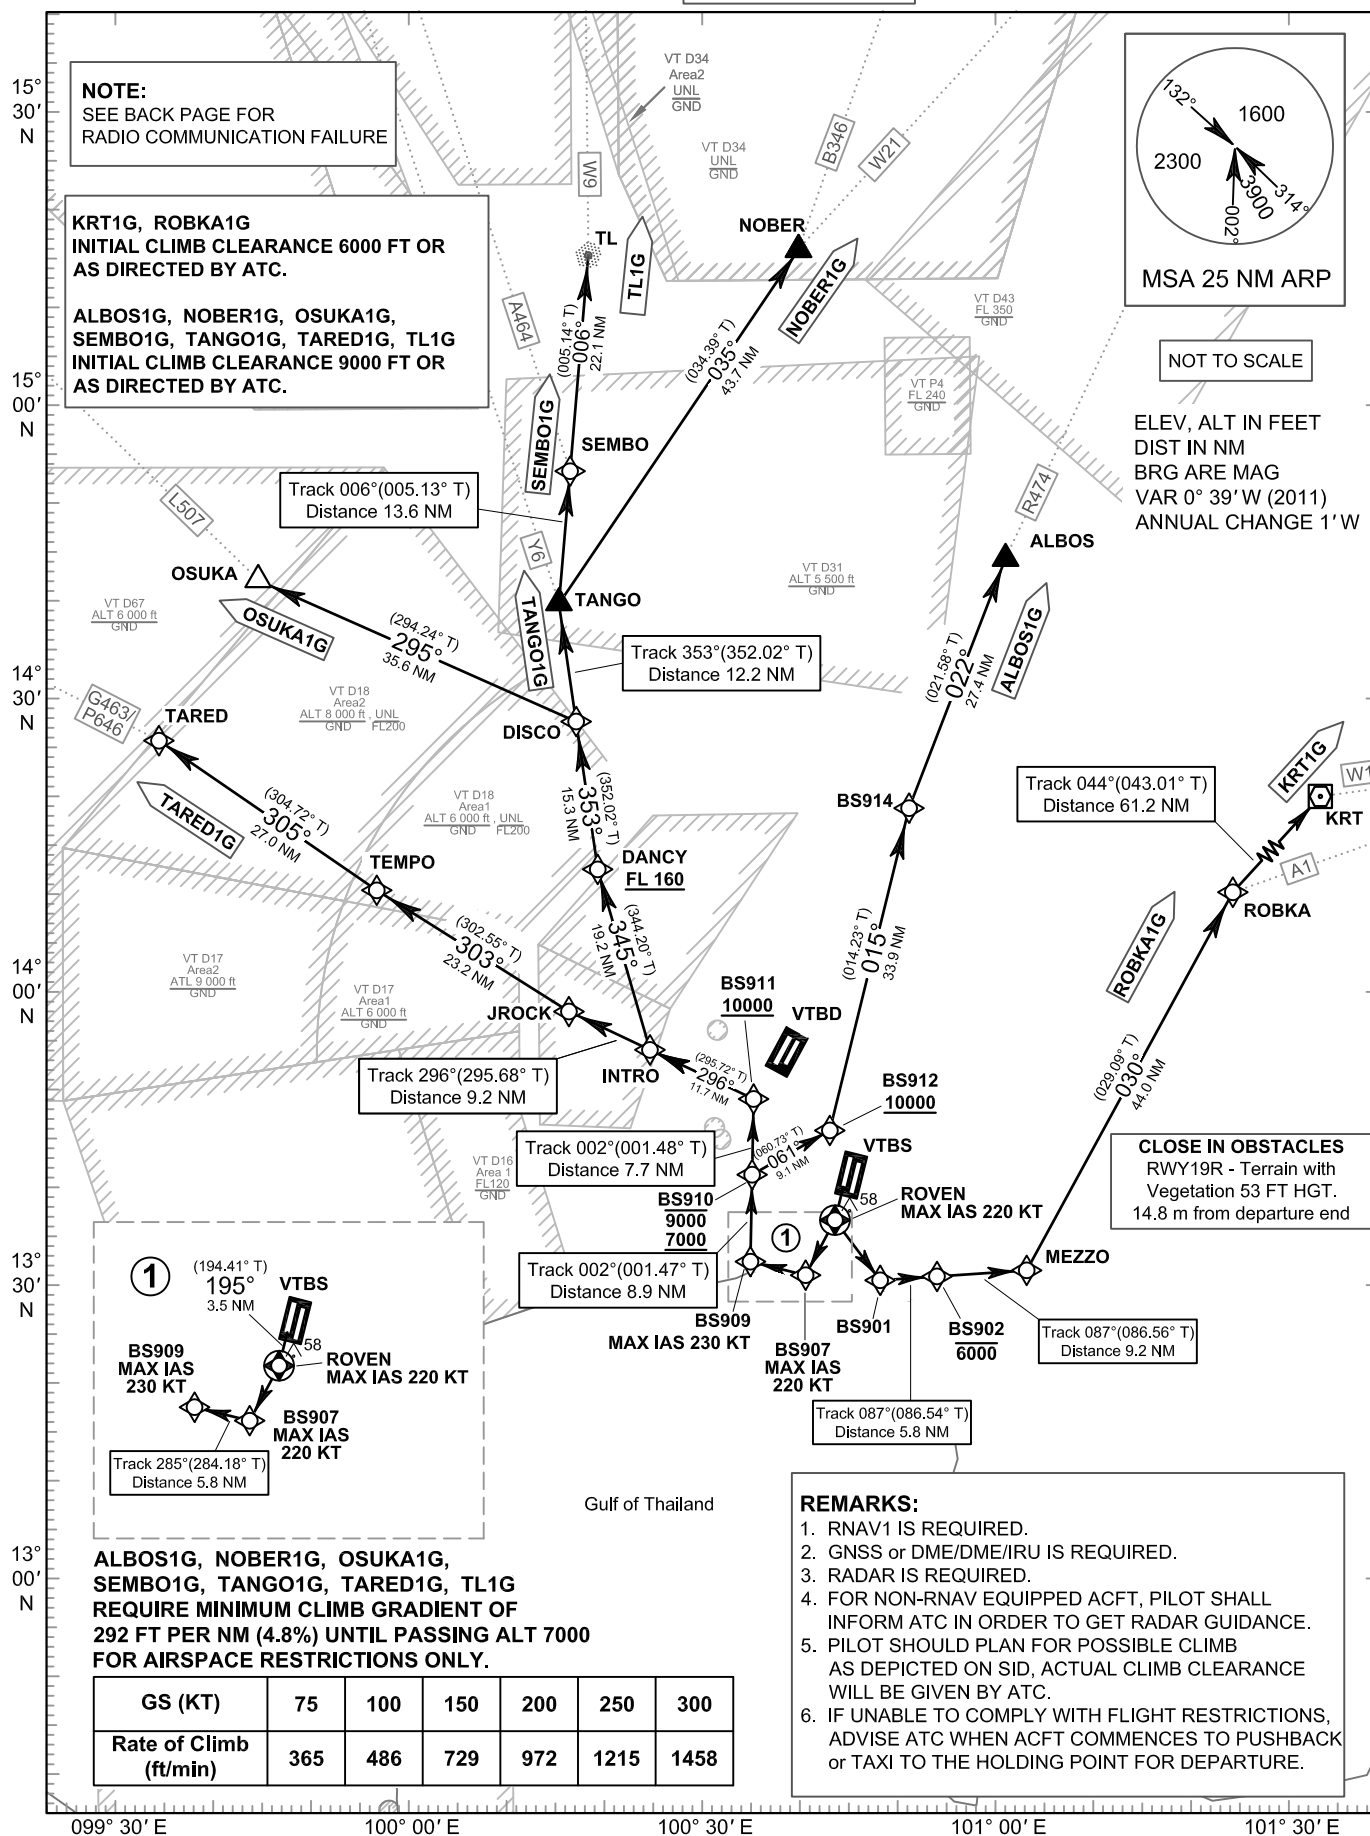 15°
30′
N
NOTE:
SEE BACK PAGE FOR
RADIO COMMUNICATION FAILURE
KRT1G, ROBKA1G
INITIAL CLIMB CLEARANCE 6000 FT OR
AS DIRECTED BY ATC.
ALBOS1G, NOBER1G, OSUKA1G,
SEMBO1G, TANGO1G, TARED1G, TL1G
INITIAL CLIMB CLEARANCE 9000 FT OR
AS DIRECTED BY ATC.
VT D34
Area2
UNL
GND
VT D34
UNL
GND
W9
B346
W21
132°
1600
2300
3900
314°
002°
MSA 25 NM ARP
NOT TO SCALE
ELEV, ALT IN FEET
DIST IN NM
BRG ARE MAG
VAR 0° 39′ W (2011)
ANNUAL CHANGE 1′ W
TL
TL1G
NOBER
NOBER1G
VT D43
FL 350
GND
A464
(005.14° T)
006°
22.1 NM
(034.39° T)
035°
43.7 NM
VT P4
FL 240
GND
15°
00′
N
SEMBO1G
SEMBO
Track 006°(005.13° T)
Distance 13.6 NM
L507
R474
Y6
ALBOS
OSUKA
TANGO
VT D31
ALT 5 500 ft
GND
VT D67
ALT 6 000 ft
GND
OSUKA1G
(294.24° T)
295°
35.6 NM
TANGO1G
Track 353°(352.02° T)
Distance 12.2 NM
ALBOS1G
(021.58° T)
022°
27.4 NM
14°
30′
N
G463/
P646
TARED
VT D18
Area2
ALT 8 000 ft , UNL
GND FL200
DISCO
TARED1G
(304.72° T)
305°
27.0 NM
VT D18
Area1
ALT 6 000 ft , UNL
GND FL200
(352.02° T)
353°
15.3 NM
BS914
Track 044°(043.01° T)
Distance 61.2 NM
KRT1G
W1
KRT
A1
TEMPO
DANCY
FL 160
ROBKA
ROBKA1G
(302.55° T)
303°
23.2 NM
(344.20° T)
345°
19.2 NM
(014.23° T)
015°
33.9 NM
14°
00′
N
VT D17
Area2
ATL 9 000 ft
GND
VT D17
Area1
ALT 6 000 ft
GND
JROCK
BS911
10000
VTBD
INTRO
Track 296°(295.68° T)
Distance 9.2 NM
(295.72° T)
296°
11.7 NM
BS912
10000
(029.09° T)
030°
44.0 NM
Track 002°(001.48° T)
Distance 7.7 NM
(060.73° T)
061°
9.1 NM
VTBS
CLOSE IN OBSTACLES
RWY19R - Terrain with
Vegetation 53 FT HGT.
14.8 m from departure end
VT D16
Area 1
FL120
GND
BS910
9000
7000
58
ROVEN
MAX IAS 220 KT
1
MEZZO
13°
30′
N
Track 002°(001.47° T)
Distance 8.9 NM
BS909
MAX IAS 230 KT
BS907
MAX IAS
220 KT
BS901
BS902
6000
Track 087°(086.56° T)
Distance 9.2 NM
Track 087°(086.54° T)
Distance 5.8 NM
1
(194.41° T)
195°
3.5 NM
VTBS
58
ROVEN
MAX IAS 220 KT
BS909
MAX IAS
230 KT
BS907
MAX IAS
220 KT
Track 285°(284.18° T)
Distance 5.8 NM
Gulf of Thailand
13°
00′
N
ALBOS1G, NOBER1G, OSUKA1G,
SEMBO1G, TANGO1G, TARED1G, TL1G
REQUIRE MINIMUM CLIMB GRADIENT OF
292 FT PER NM (4.8%) UNTIL PASSING ALT 7000
FOR AIRSPACE RESTRICTIONS ONLY.
GS (KT) 75 100 150 200 250 300
Rate of Climb
(ft/min) 365 486 729 972 1215 1458
REMARKS:
1. RNAV1 IS REQUIRED.
2. GNSS or DME/DME/IRU IS REQUIRED.
3. RADAR IS REQUIRED.
4. FOR NON-RNAV EQUIPPED ACFT, PILOT SHALL
INFORM ATC IN ORDER TO GET RADAR GUIDANCE.
5. PILOT SHOULD PLAN FOR POSSIBLE CLIMB
AS DEPICTED ON SID, ACTUAL CLIMB CLEARANCE
WILL BE GIVEN BY ATC.
6. IF UNABLE TO COMPLY WITH FLIGHT RESTRICTIONS,
ADVISE ATC WHEN ACFT COMMENCES TO PUSHBACK
or TAXI TO THE HOLDING POINT FOR DEPARTURE.
099° 30′ E
100° 00′ E
100° 30′ E
101° 00′ E
101° 30′ E